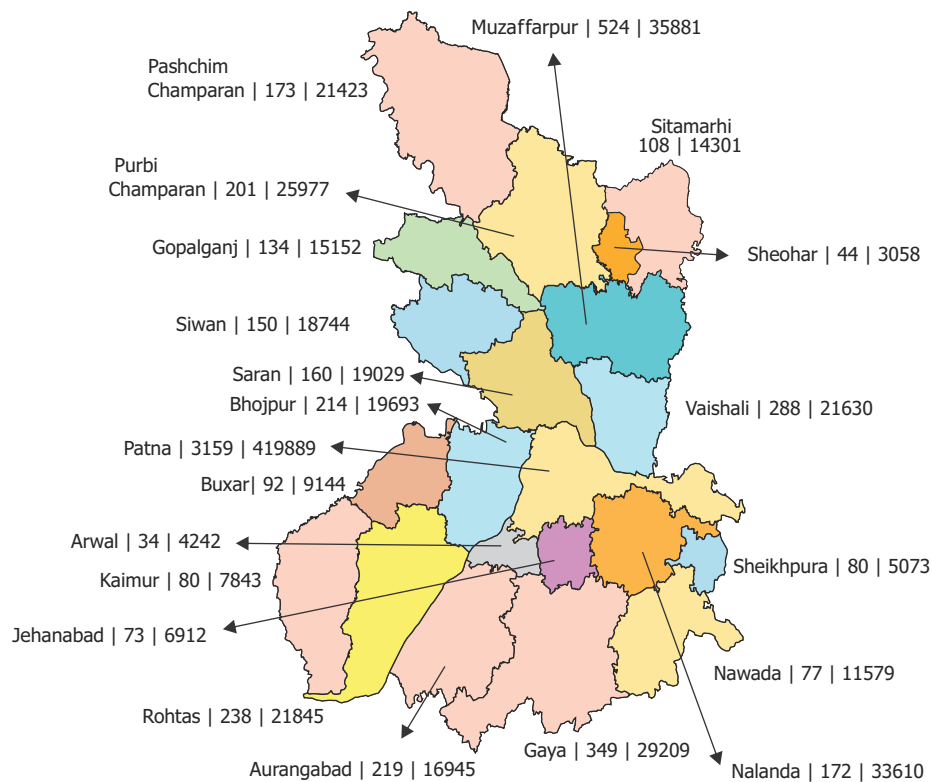 Muzaffarpur | 524 | 35881
Pashchim
Champaran | 173 | 21423
Sitamarhi
108 | 14301
Purbi
Champaran | 201 | 25977
Gopalganj | 134 | 15152
Sheohar | 44 | 3058
Siwan | 150 | 18744
Saran | 160 | 19029
Bhojpur | 214 | 19693
Vaishali | 288 | 21630
Patna | 3159 | 419889
Buxar| 92 | 9144
Arwal | 34 | 4242
Sheikhpura | 80 | 5073
Kaimur | 80 | 7843
Jehanabad | 73 | 6912
Nawada | 77 | 11579
Rohtas | 238 | 21845
Gaya | 349 | 29209
Aurangabad | 219 | 16945
Nalanda | 172 | 33610